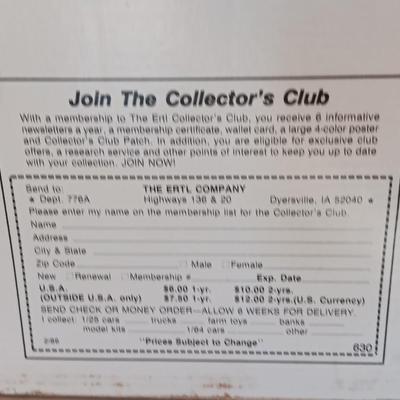 Join The Collector's Club
With a membership to The Ertl Collector's Club, you receive 6 informative
newsletters a year, a membership certificate, wallet card, a large 4-color poster
and Collector's Club Patch. In addition, you are eligible for exclusive club
offers, a research service and other points of interest to keep you up to date
with your collection. JOIN NOW!
Send to: THE ERTL COMPANY
★ Dept. 776A Highways 136 & 20 Dyersville, IA 52040 ★
Please enter my name on the membership list for the Collector's Club.
Name
Address
City & State
Zip Code □ Male □ Female
New □ Renewal □ Membership # Exp. Date
U.S.A. $6.00 1-yr. $10.00 2-yrs.
(OUTSIDE U.S.A. only) $7.50 1-yr. $12.00 2-yrs. (U.S. Currency)
SEND CHECK OR MONEY ORDER—ALLOW 6 WEEKS FOR DELIVERY.
I collect: 1/25 cars trucks farm toys banks
model kits 1/64 cars other
2/86 "Prices Subject to Change" 630